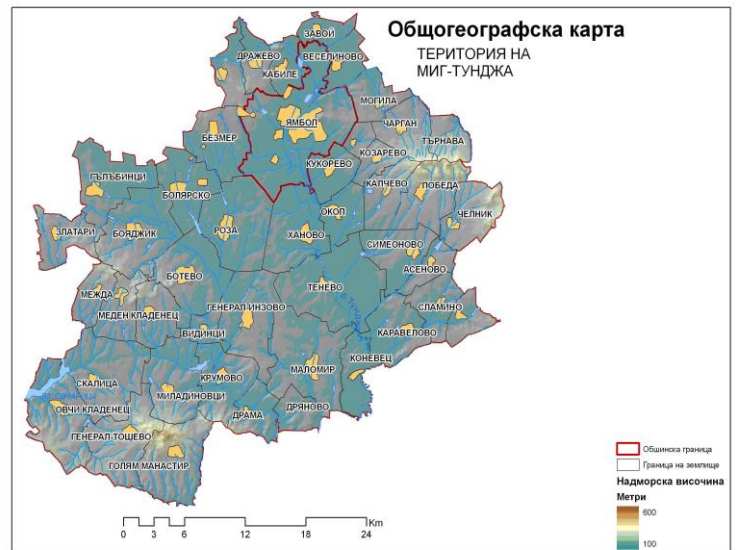 Общогеографска карта
ТЕРИТОРИЯ НА
МИГ-ТУНДЖА
ЗАВОЙ
ДРАЖЕВО
ВЕСЕЛИНОВО
КАБИЛЕ
МОГИЛА
ЯМБОЛ
ЧАРГАН
БЕЗМЕР
ТЪРНАВА
КОЗАРЕВО
КУКОРЕВО
ГЪЛЪБИНЦИ
КАЛЧЕВО
ПОБЕДА
БОЛЯРСКО
ОКОП
ЧЕЛНИК
ЗЛАТАРИ
БОЯДЖИК
РОЗА
ХАНОВО
СИМЕОНОВО
АСЕНОВО
БОТЕВО
ТЕНЕВО
МЕЖДА
ГЕНЕРАЛ ИНЗОВО
СЛАМИНО
МЕДЕН КЛАДЕНЕЦ
ВИДИНЦИ
КАРАВЕЛОВО
КОНЕВЕЦ
МАЛОМИР
СКАЛИЦА
КРУМОВО
МИЛАДИНОВЦИ
ОВЧИ КЛАДЕНЕЦ
ДРЯНОВО
ДРАМА
ГЕНЕРАЛ-ТОШЕВО
ГОЛЯМ МАНАСТИР
Общинска граница
Граница на землище
Надморска височина
Метри
600
100
Km
0 3 6 12 18 24